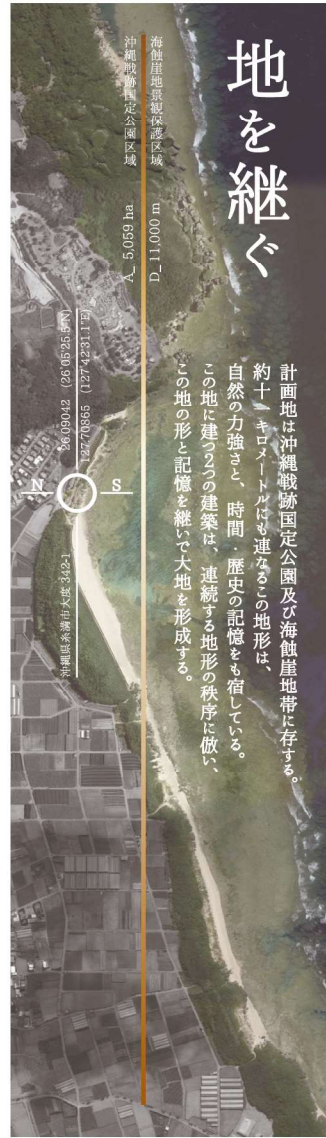 地を継ぐ
計画地は沖縄戦跡国定公園及び海蝕崖地帯に存する。
約十一キロメートルにも連なるこの地形は、
自然の力強さと、時間・歴史の記憶をも宿している。
この地に建つ2つの建築は、連続する地形の秩序に倣い、
この地の形と記憶を継いで大地を形成する。
海蝕崖地景観保護区域 D_11,000 m
沖縄戦跡国定公園区域 A_ 5,059 ha
26.09042 (26°05'25.5"N)
127.70865 (127°42'31.1"E)
N S
沖縄県糸満市大度 342-1